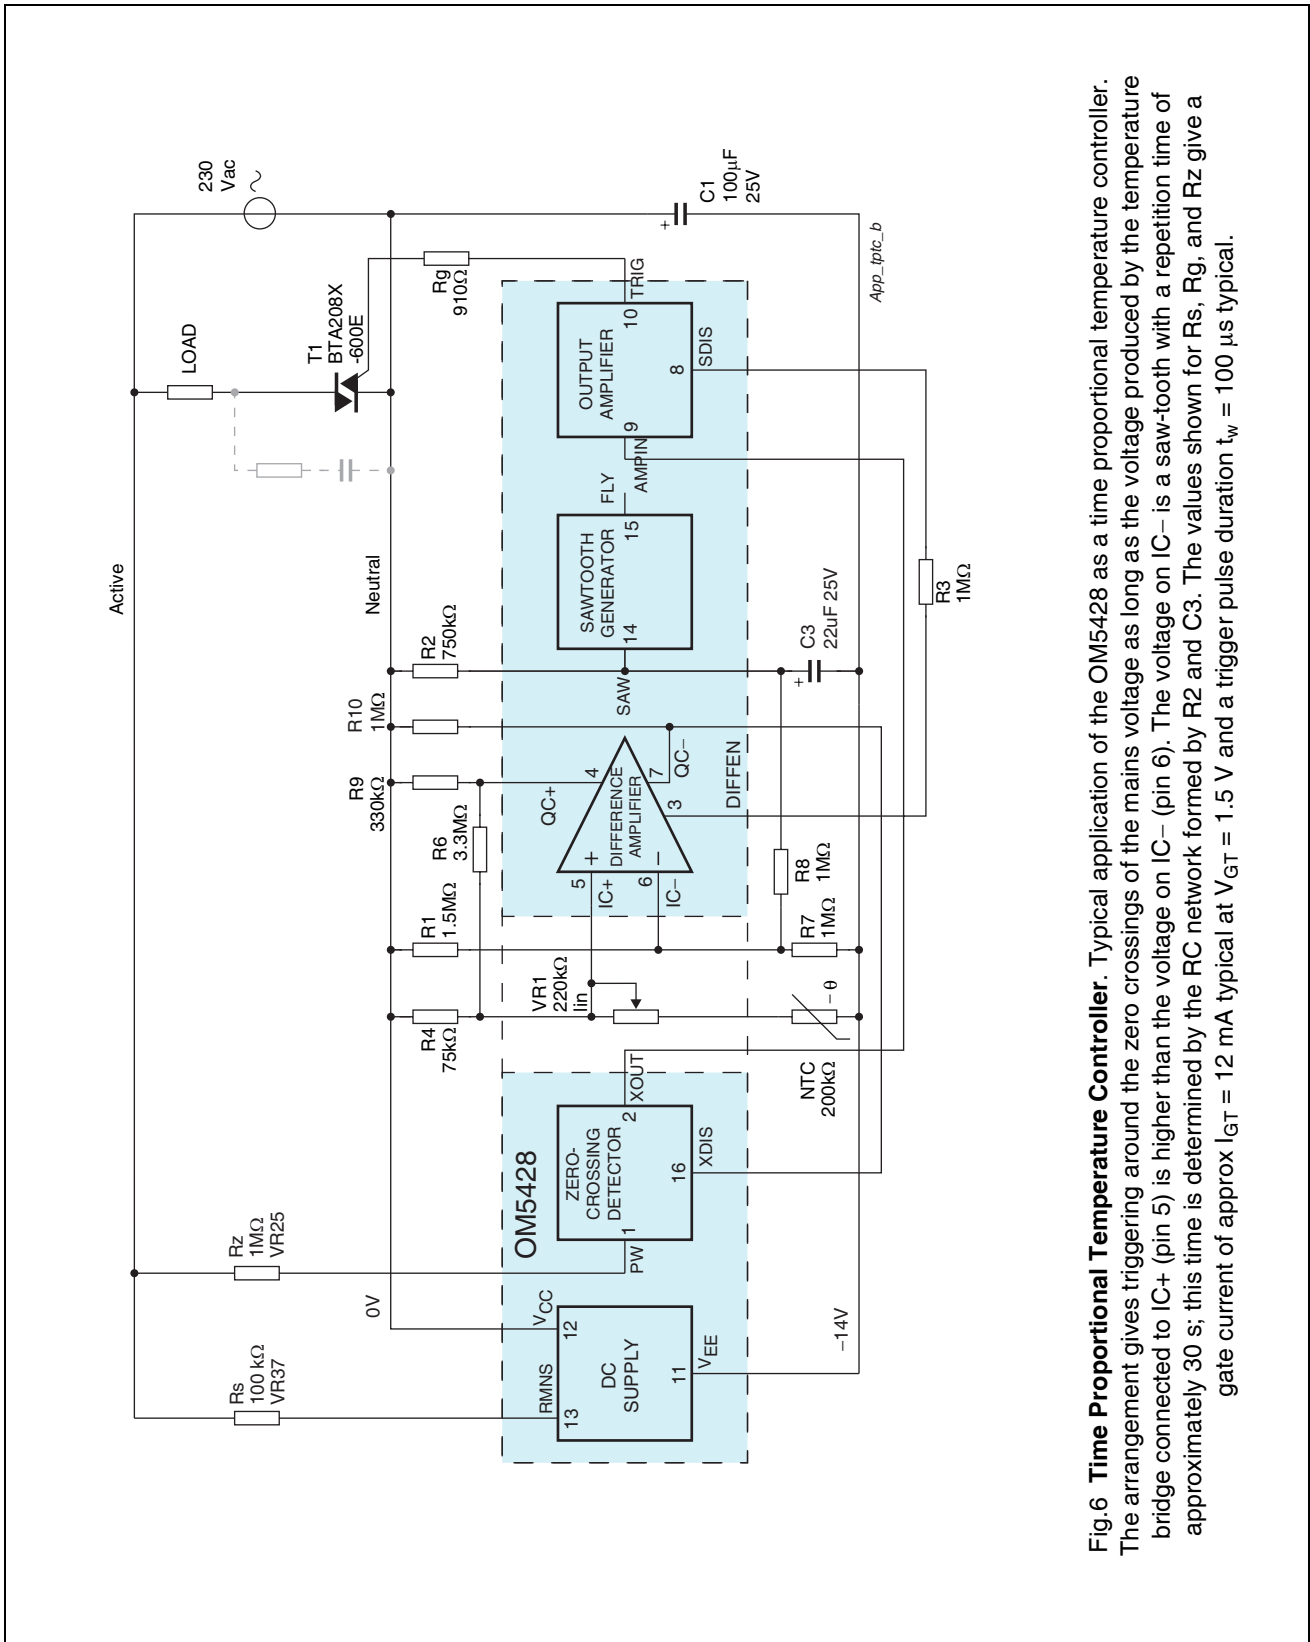 Active
230
Vac
LOAD
T1
BTA208X
-600E
Neutral
0V
Rs
100 kΩ
VR37
Rz
1MΩ
VR25
R4
75kΩ
R1
1.5MΩ
R6
3.3MΩ
R9
330kΩ
R10
1MΩ
R2
750kΩ
Rg
910Ω
VR1
220kΩ
lin
OM5428
RMNS
13
VCC
12
DC
SUPPLY
11
VEE
PW
1
ZERO-
CROSSING
DETECTOR
2
XOUT
16
XDIS
5
IC+
+
6
IC−
−
DIFFERENCE
AMPLIFIER
QC+
4
7
QC−
3
DIFFEN
SAW
14
SAWTOOTH
GENERATOR
15
FLY
AMPIN
9
OUTPUT
AMPLIFIER
10
TRIG
8
SDIS
NTC
200kΩ
−θ
R7
1MΩ
R8
1MΩ
C3
22uF 25V
+
C1
100µF
25V
+
−14V
R3
1MΩ
App_tptc_b
Fig.6 Time Proportional Temperature Controller. Typical application of the OM5428 as a time proportional temperature controller.
The arrangement gives triggering around the zero crossings of the mains voltage as long as the voltage produced by the temperature
bridge connected to IC+ (pin 5) is higher than the voltage on IC− (pin 6). The voltage on IC− is a saw-tooth with a repetition time of
approximately 30 s; this time is determined by the RC network formed by R2 and C3. The values shown for Rs, Rg, and Rz give a
gate current of approx IGT = 12 mA typical at VGT = 1.5 V and a trigger pulse duration tw = 100 µs typical.